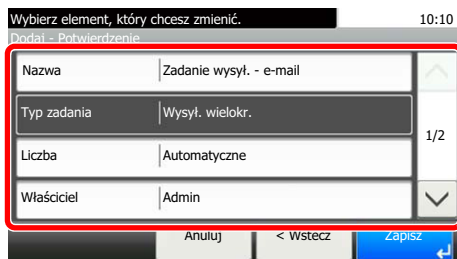 Wybierz element, który chcesz zmienić. 10:10
Dodaj - Potwierdzenie
Nazwa Zadanie wysył. - e-mail
Typ zadania Wysył. wielokr.
1/2
Liczba Automatyczne
Właściciel Admin
Anuluj < Wstecz Zapisz